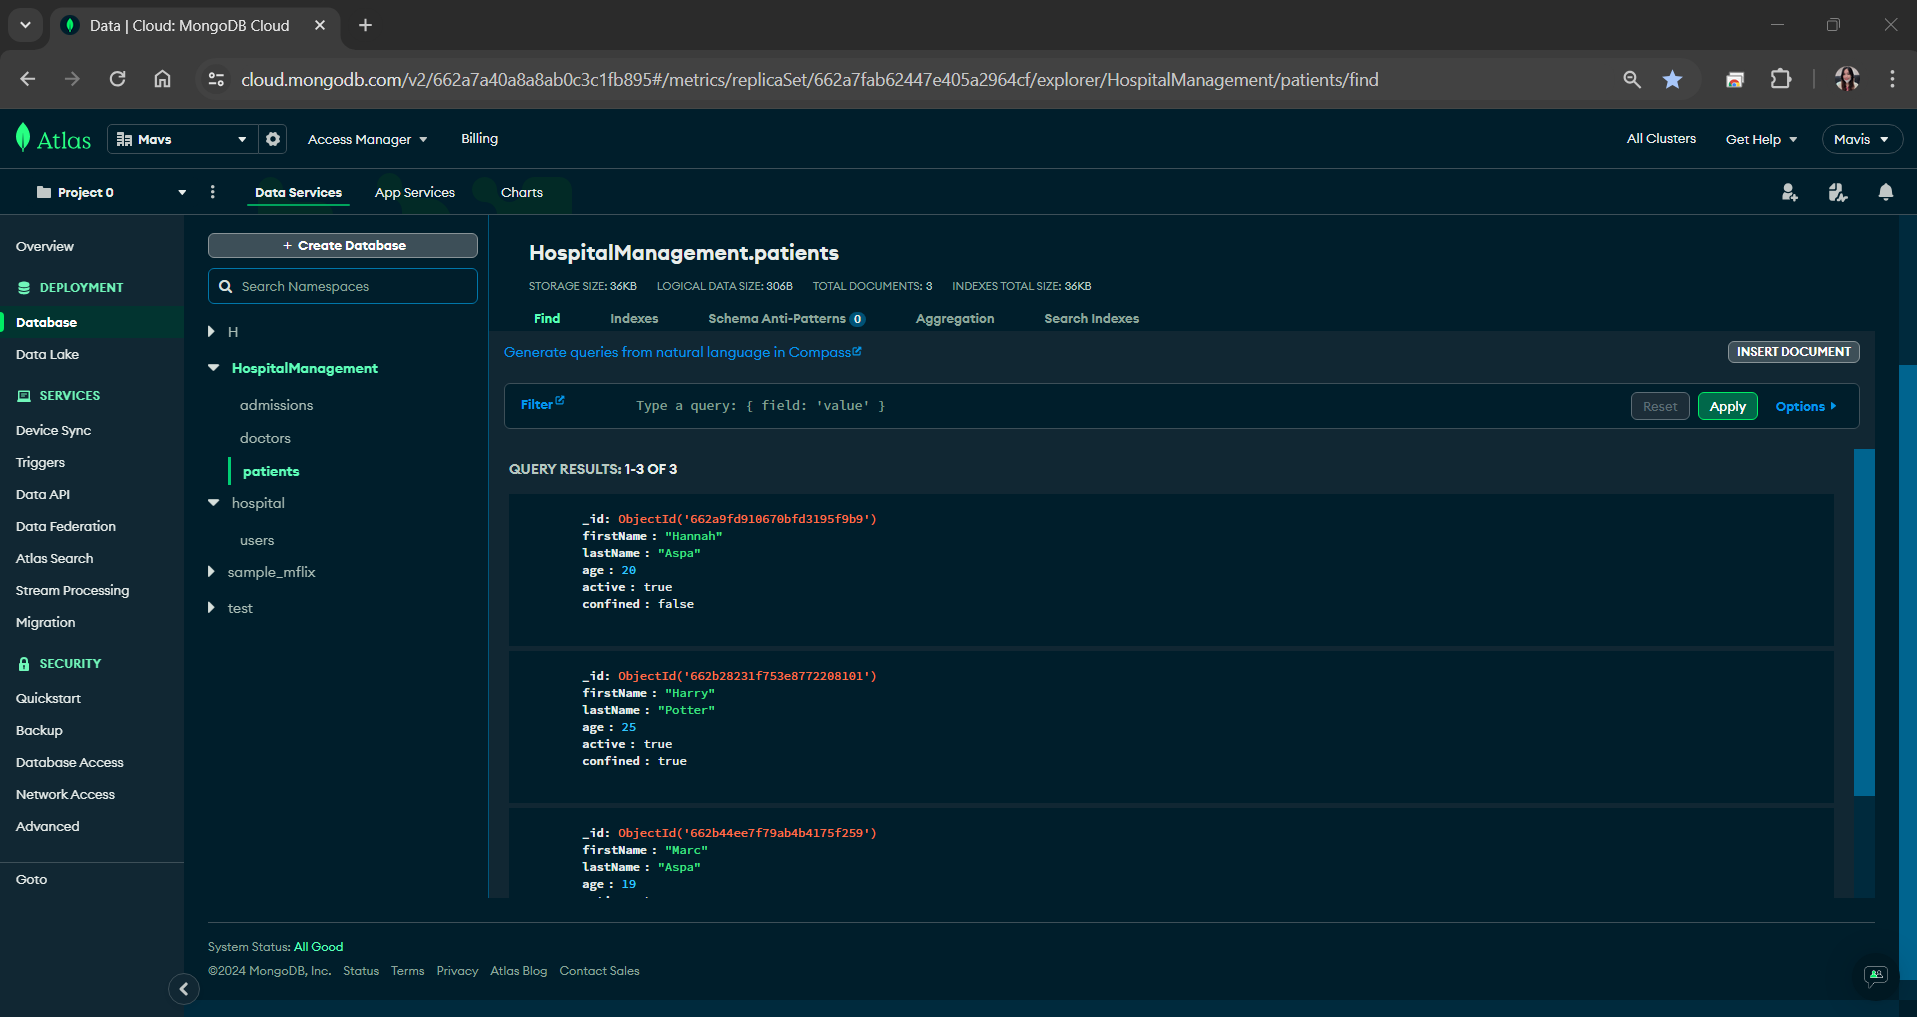 Data | Cloud: MongoDB Cloud
cloud.mongodb.com/v2/662a7a40a8a8ab0c3c1fb895#/metrics/replicaSet/662a7fab62447e405a2964cf/explorer/HospitalManagement/patients/find
Atlas Mavs Access Manager Billing All Clusters Get Help Mavis
Project 0 Data Services App Services Charts
Overview
DEPLOYMENT
Database
Data Lake
SERVICES
Device Sync
Triggers
Data API
Data Federation
Atlas Search
Stream Processing
Migration
SECURITY
Quickstart
Backup
Database Access
Network Access
Advanced
Goto
+ Create Database
Search Namespaces
H
HospitalManagement
admissions
doctors
patients
hospital
users
sample_mflix
test
HospitalManagement.patients
STORAGE SIZE: 36KB LOGICAL DATA SIZE: 306B TOTAL DOCUMENTS: 3 INDEXES TOTAL SIZE: 36KB
Find Indexes Schema Anti-Patterns 0 Aggregation Search Indexes
Generate queries from natural language in Compass INSERT DOCUMENT
Filter Type a query: { field: 'value' } Reset Apply Options
QUERY RESULTS: 1-3 OF 3
_id: ObjectId('662a9fd910670bfd3195f9b9')
firstName : "Hannah"
lastName : "Aspa"
age : 20
active : true
confined : false
_id: ObjectId('662b28231f753e8772208101')
firstName : "Harry"
lastName : "Potter"
age : 25
active : true
confined : true
_id: ObjectId('662b44ee7f79ab4b4175f259')
firstName : "Marc"
lastName : "Aspa"
age : 19
System Status: All Good
©2024 MongoDB, Inc. Status Terms Privacy Atlas Blog Contact Sales